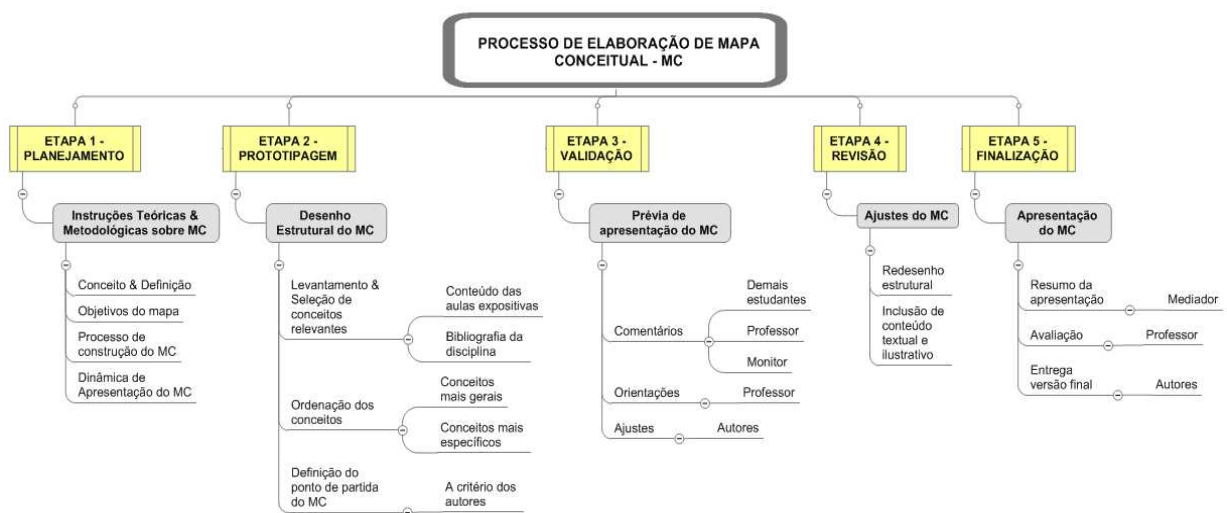 PROCESSO DE ELABORAÇÃO DE MAPA
CONCEITUAL - MC
ETAPA 1 -
PLANEJAMENTO
Instruções Teóricas &
Metodológicas sobre MC
Conceito & Definição
Objetivos do mapa
Processo de
construção do MC
Dinâmica de
Apresentação do MC
ETAPA 2 -
PROTOTIPAGEM
Desenho
Estrutural do MC
Levantamento &
Seleção de
conceitos
relevantes
Conteúdo das
aulas expositivas
Bibliografia da
disciplina
Ordenação dos
conceitos
Conceitos
mais gerais
Conceitos mais
específicos
Definição do
ponto de partida
do MC
A critério dos
autores
ETAPA 3 -
VALIDAÇÃO
Prévia de
apresentação do MC
Comentários
Demais
estudantes
Professor
Monitor
Orientações
Professor
Ajustes
Autores
ETAPA 4 -
REVISÃO
Ajustes do MC
Redesenho
estrutural
Inclusão de
conteúdo
textual e
ilustrativo
ETAPA 5 -
FINALIZAÇÃO
Apresentação
do MC
Resumo da
apresentação
Mediador
Avaliação
Professor
Entrega
versão final
Autores